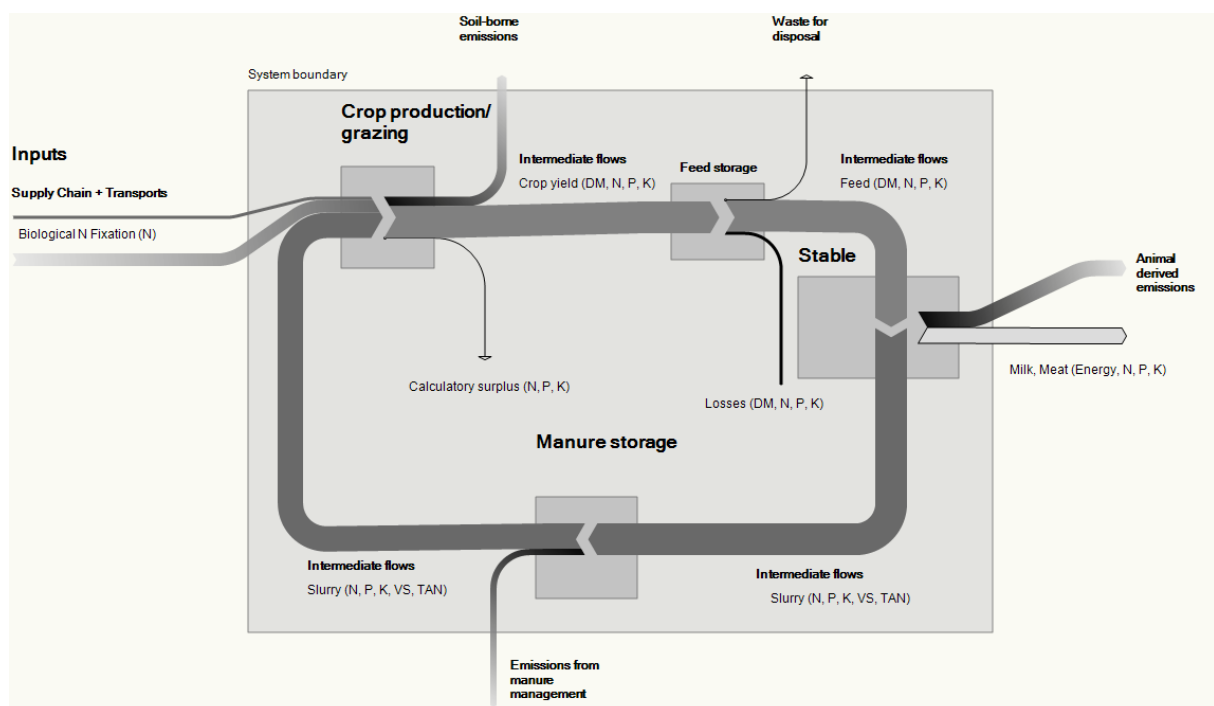 Soil-borne
emissions
Waste for
disposal
System boundary
Crop production/
grazing
Inputs
Intermediate flows
Crop yield (DM, N, P, K)
Feed storage
Intermediate flows
Feed (DM, N, P, K)
Supply Chain + Transports
Biological N Fixation (N)
Stable
Animal
derived
emissions
Milk, Meat (Energy, N, P, K)
Calculatory surplus (N, P, K)
Losses (DM, N, P, K)
Manure storage
Intermediate flows
Slurry (N, P, K, VS, TAN)
Intermediate flows
Slurry (N, P, K, VS, TAN)
Emissions from
manure
management